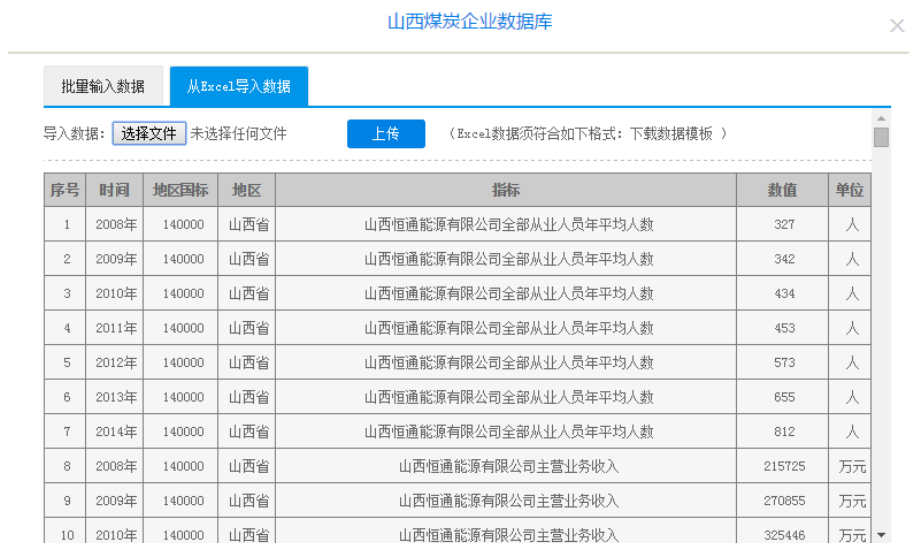 山西煤炭企业数据库
批量输入数据 从Excel导入数据
导入数据： 选择文件 未选择任何文件 上传 （Excel数据须符合如下格式：下载数据模板 ）
序号 时间 地区国标 地区 指标 数值 单位
1 2008年 140000 山西省 山西恒通能源有限公司全部从业人员年平均人数 327 人
2 2009年 140000 山西省 山西恒通能源有限公司全部从业人员年平均人数 342 人
3 2010年 140000 山西省 山西恒通能源有限公司全部从业人员年平均人数 434 人
4 2011年 140000 山西省 山西恒通能源有限公司全部从业人员年平均人数 453 人
5 2012年 140000 山西省 山西恒通能源有限公司全部从业人员年平均人数 573 人
6 2013年 140000 山西省 山西恒通能源有限公司全部从业人员年平均人数 655 人
7 2014年 140000 山西省 山西恒通能源有限公司全部从业人员年平均人数 812 人
8 2008年 140000 山西省 山西恒通能源有限公司主营业务收入 215725 万元
9 2009年 140000 山西省 山西恒通能源有限公司主营业务收入 270855 万元
10 2010年 140000 山西省 山西恒通能源有限公司主营业务收入 325446 万元